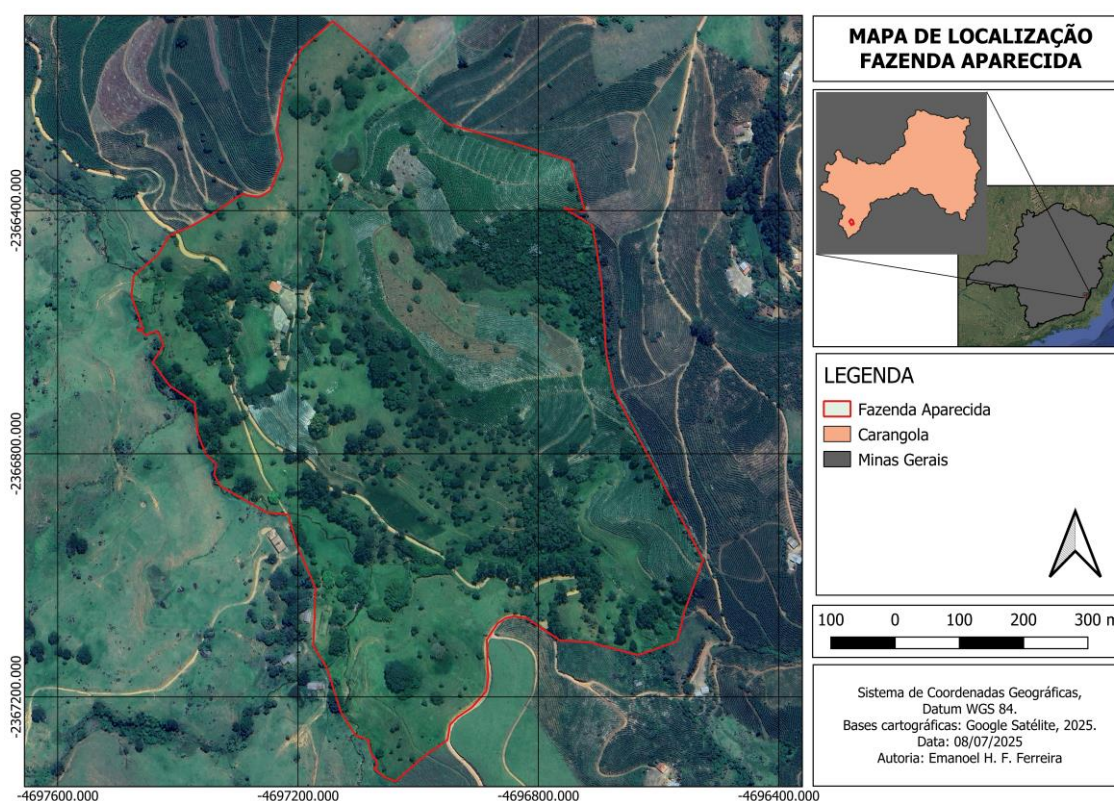 MAPA DE LOCALIZAÇÃO
FAZENDA APARECIDA
LEGENDA
Fazenda Aparecida
Carangola
Minas Gerais
100 0 100 200 300 m
Sistema de Coordenadas Geográficas,
Datum WGS 84.
Bases cartográficas: Google Satélite, 2025.
Data: 08/07/2025
Autoria: Emanoel H. F. Ferreira
-2366400.000
-2366800.000
-2367200.000
-4697600.000 -4697200.000 -4696800.000 -4696400.000